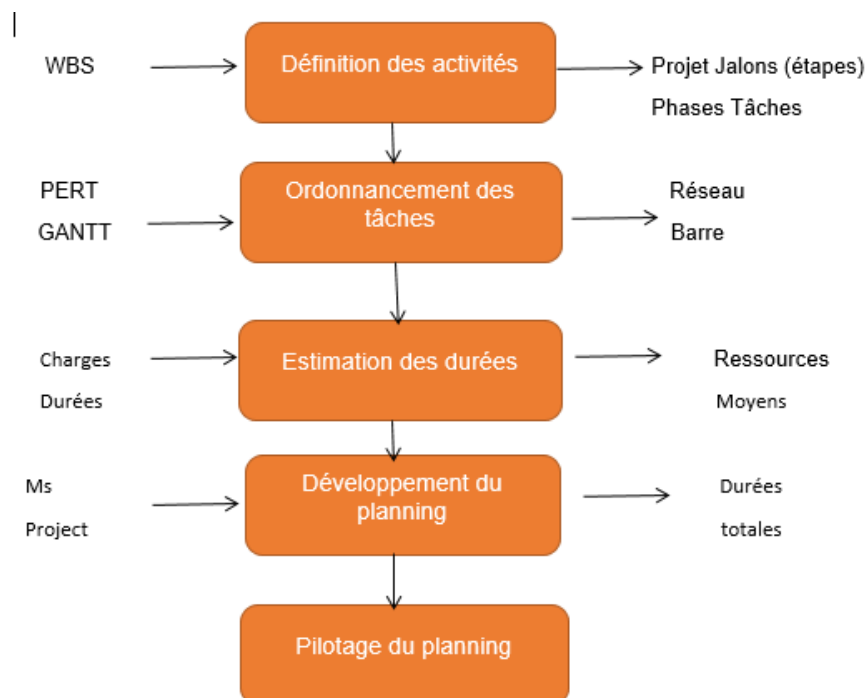 WBS
Définition des activités
Projet Jalons (étapes)
Phases Tâches
PERT
GANTT
Ordonnancement des
tâches
Réseau
Barre
Charges
Durées
Estimation des durées
Ressources
Moyens
Ms
Project
Développement du
planning
Durées
totales
Pilotage du planning